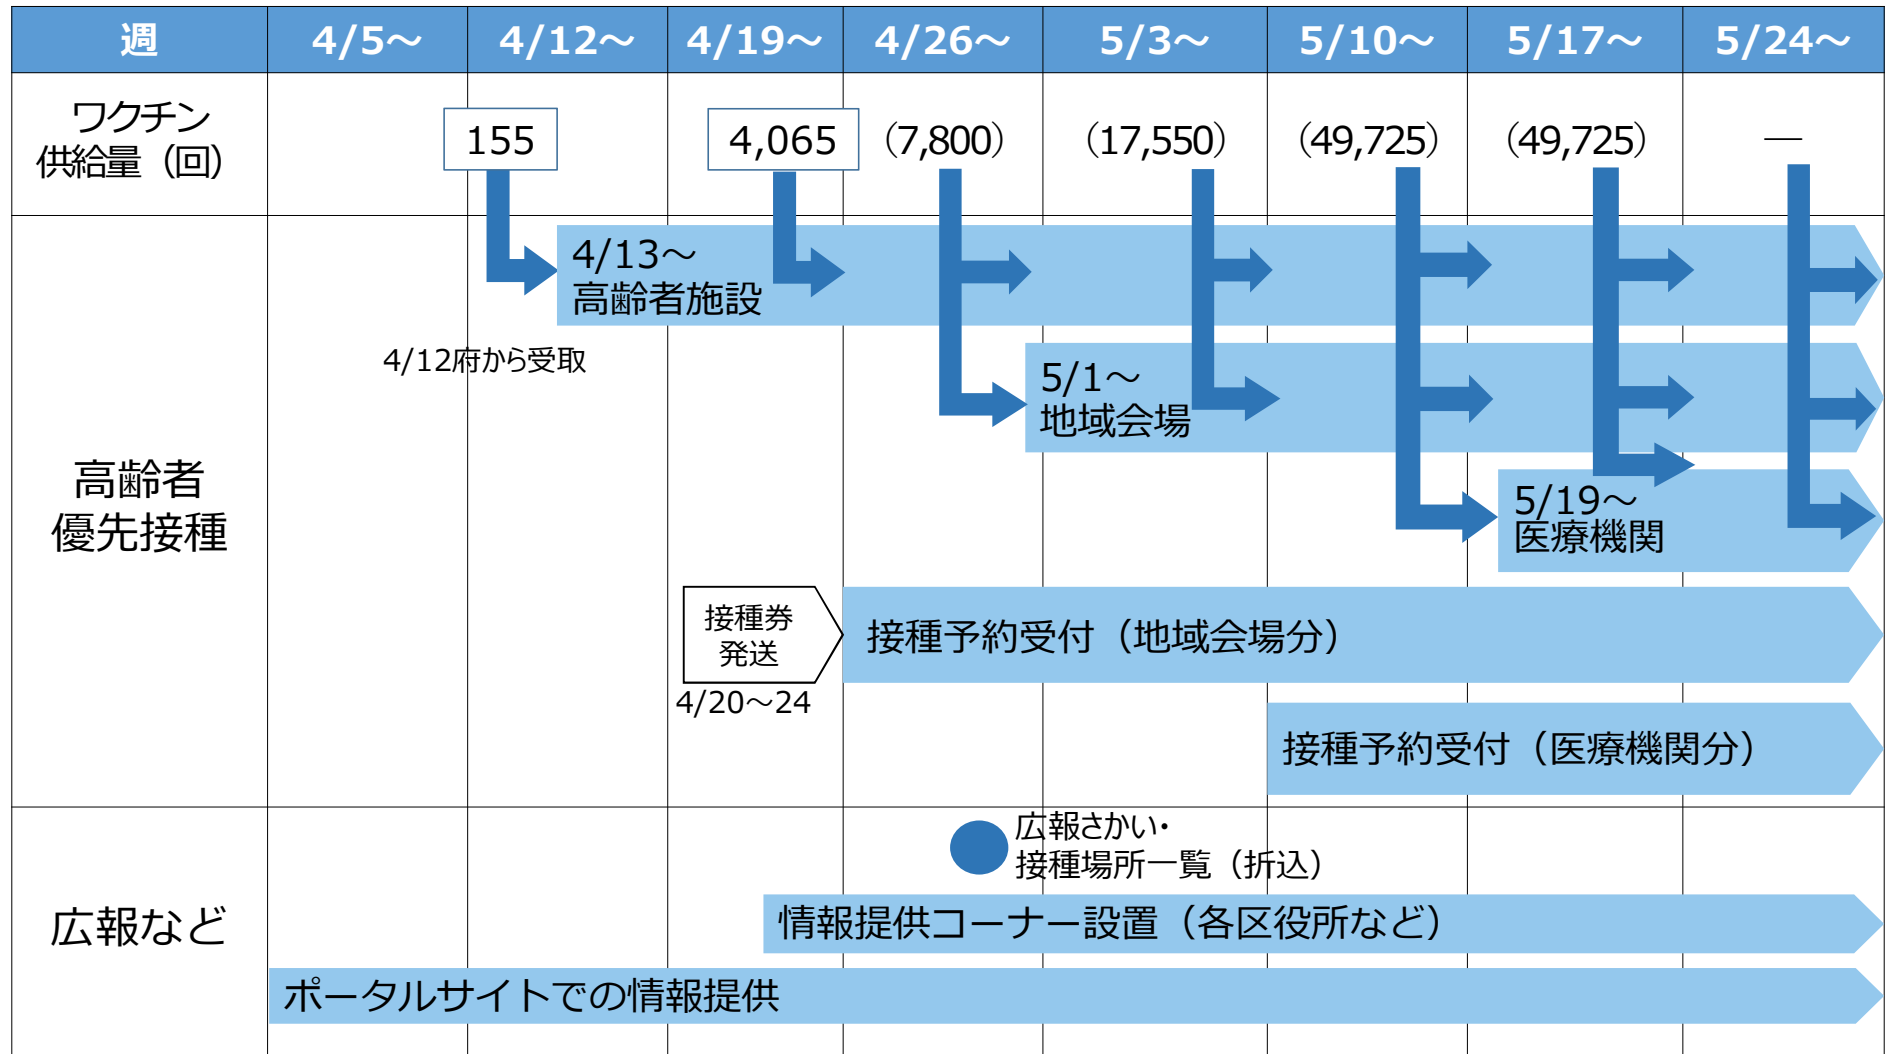 週 4/5～ 4/12～ 4/19～ 4/26～ 5/3～ 5/10～ 5/17～ 5/24～
ワクチン
供給量（回）
155 4,065 （7,800） （17,550） （49,725） （49,725） ―
高齢者
優先接種
4/13～
高齢者施設
4/12府から受取
5/1～
地域会場
5/19～
医療機関
接種券
発送
4/20～24
接種予約受付（地域会場分）
接種予約受付（医療機関分）
広報など
広報さかい・
接種場所一覧（折込）
情報提供コーナー設置（各区役所など）
ポータルサイトでの情報提供